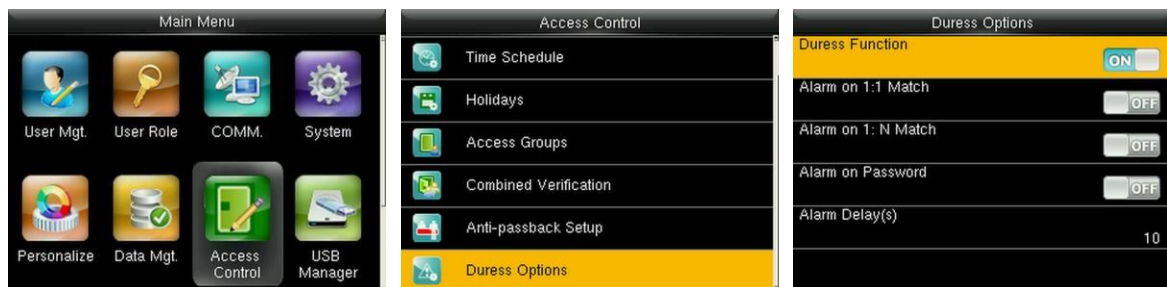 Main Menu
User Mgt.
User Role
COMM.
System
Personalize
Data Mgt.
Access
Control
USB
Manager
Access Control
Time Schedule
Holidays
Access Groups
Combined Verification
Anti-passback Setup
Duress Options
Duress Options
Duress Function
ON
Alarm on 1:1 Match
OFF
Alarm on 1: N Match
OFF
Alarm on Password
OFF
Alarm Delay(s)
10